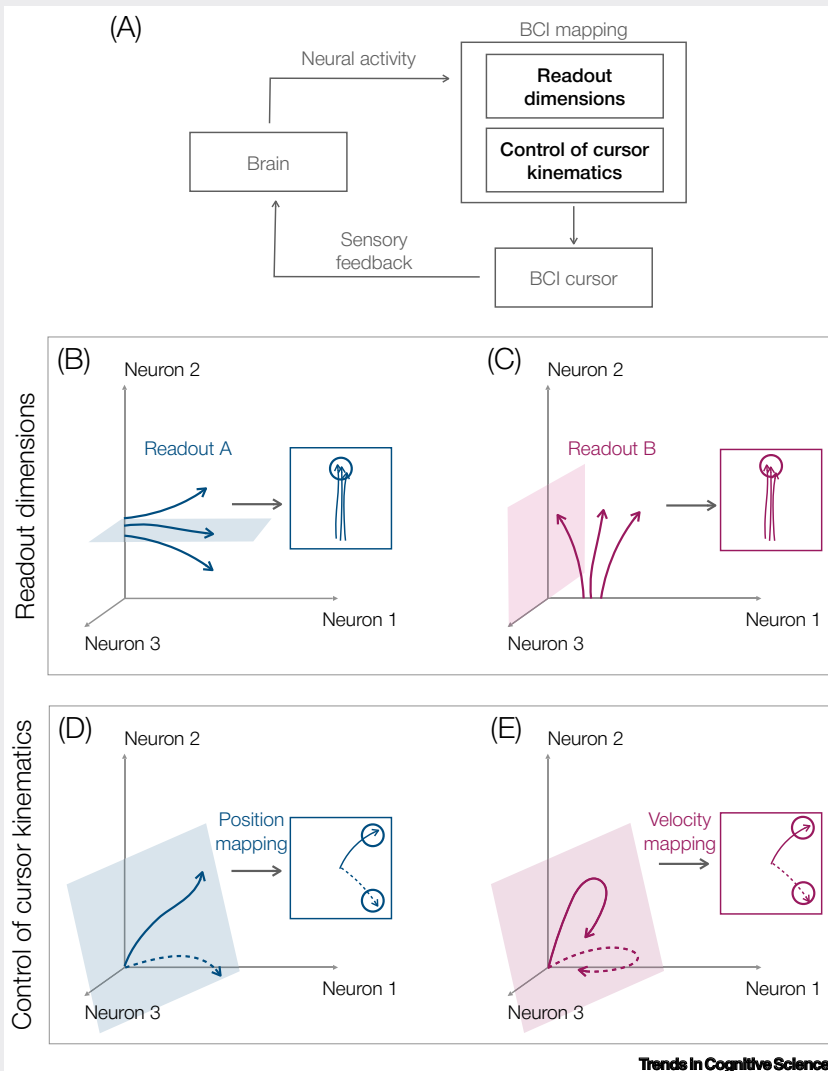 (A)
BCI mapping
Neural activity
Readout
dimensions
Control of cursor
kinematics
Brain
Sensory
feedback
BCI cursor
Readout dimensions
(B)
Neuron 2
Readout A
Neuron 1
Neuron 3
(C)
Neuron 2
Readout B
Neuron 1
Neuron 3
Control of cursor kinematics
(D)
Neuron 2
Position
mapping
Neuron 1
Neuron 3
(E)
Neuron 2
Velocity
mapping
Neuron 1
Neuron 3
Trends in Cognitive Science